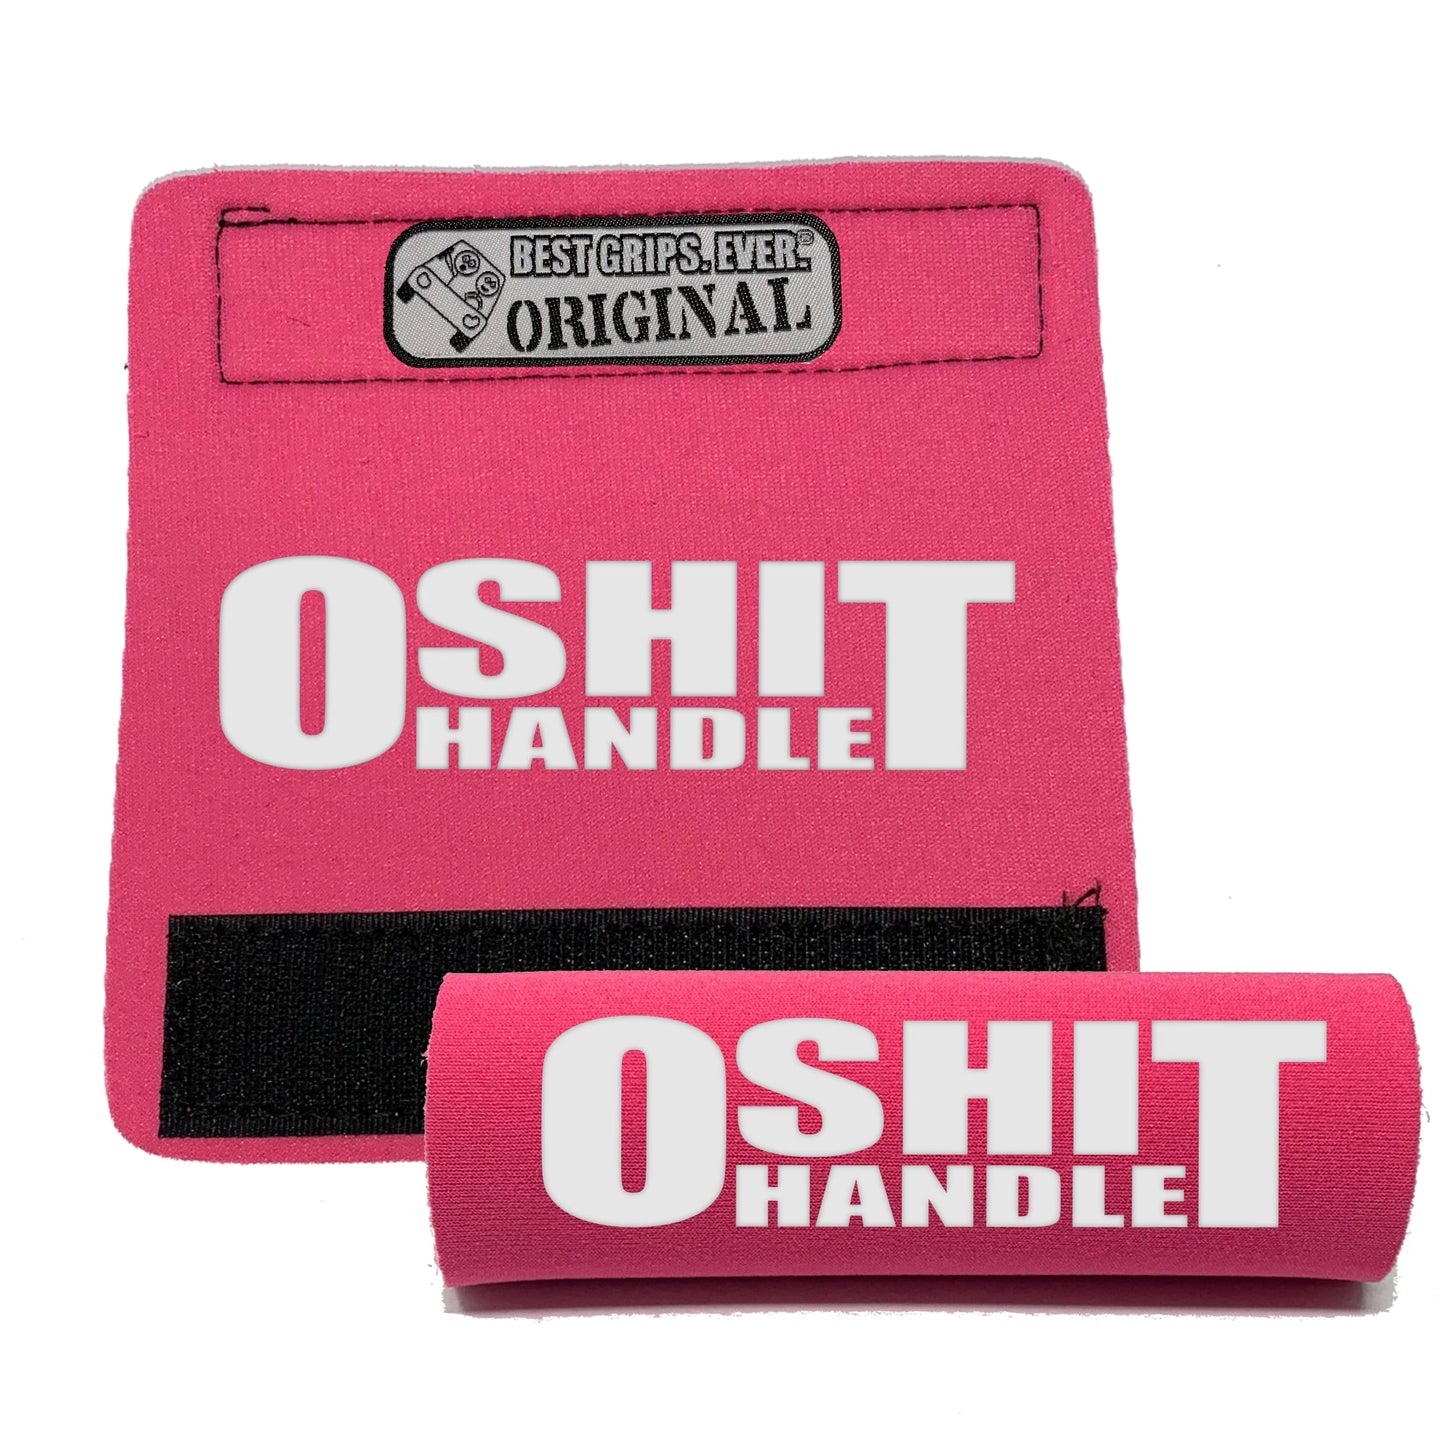 BEST GRIPS. EVER.®
ORIGINAL
OSHIT
HANDLE
OSHIT
HANDLE